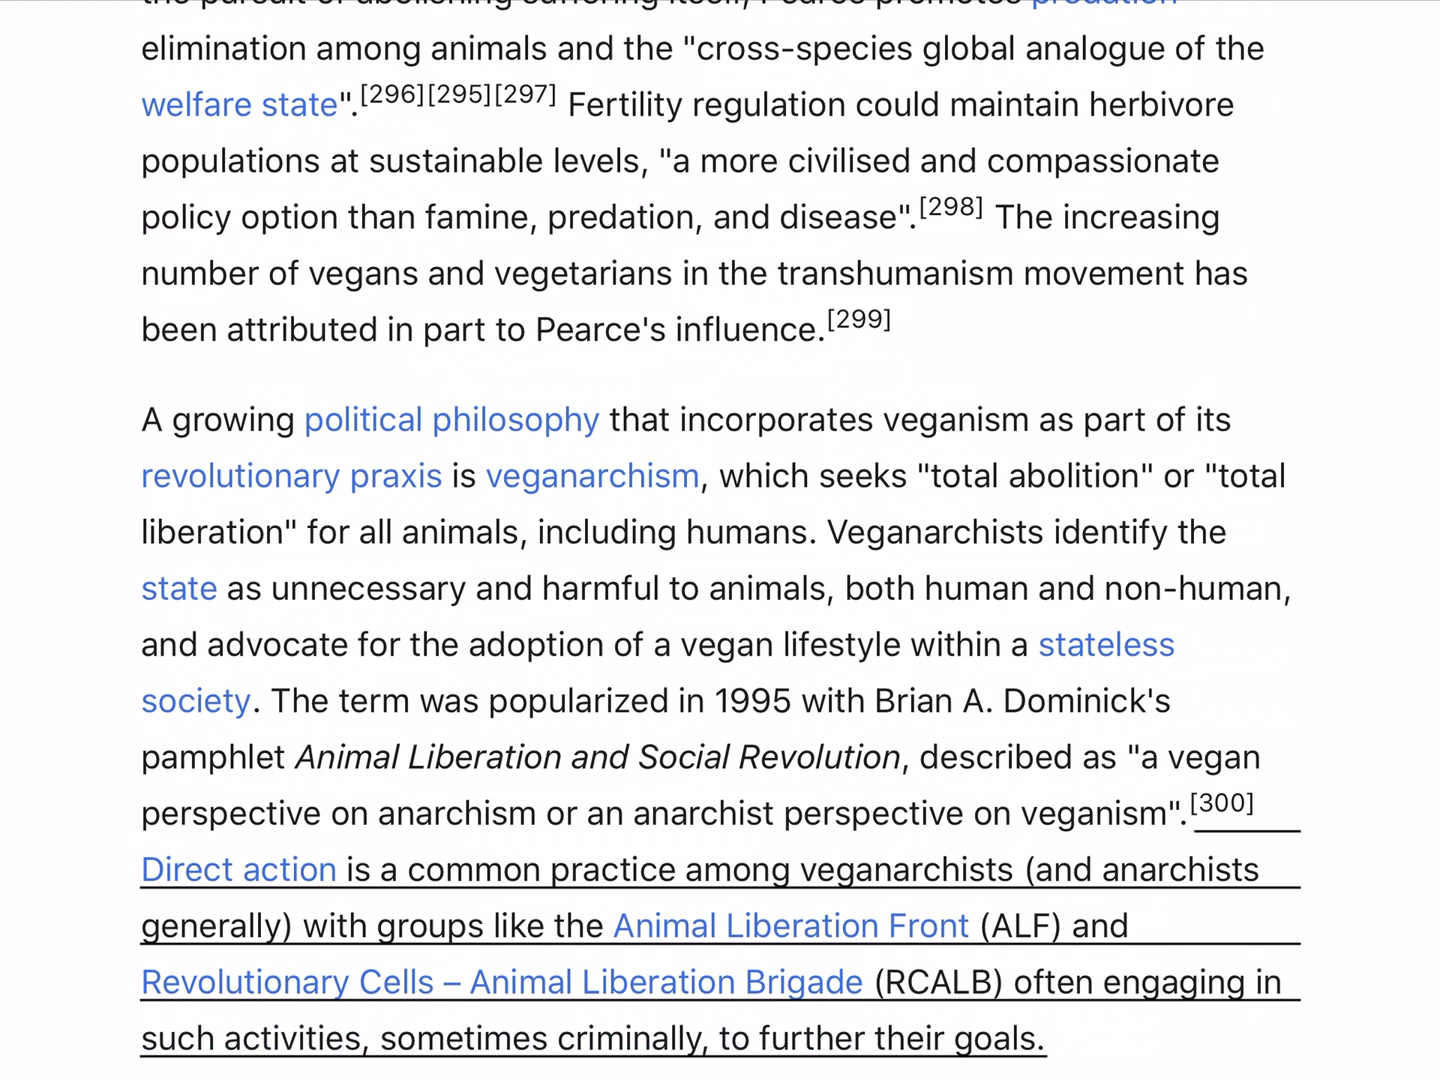 the pursuit of abolishing suffering itself, Pearce promotes predation
elimination among animals and the "cross-species global analogue of the
welfare state".[296][295][297] Fertility regulation could maintain herbivore
populations at sustainable levels, "a more civilised and compassionate
policy option than famine, predation, and disease".[298] The increasing
number of vegans and vegetarians in the transhumanism movement has
been attributed in part to Pearce's influence.[299]
A growing political philosophy that incorporates veganism as part of its
revolutionary praxis is veganarchism, which seeks "total abolition" or "total
liberation" for all animals, including humans. Veganarchists identify the
state as unnecessary and harmful to animals, both human and non-human,
and advocate for the adoption of a vegan lifestyle within a stateless
society. The term was popularized in 1995 with Brian A. Dominick's
pamphlet Animal Liberation and Social Revolution, described as "a vegan
perspective on anarchism or an anarchist perspective on veganism".[300]
Direct action is a common practice among veganarchists (and anarchists
generally) with groups like the Animal Liberation Front (ALF) and
Revolutionary Cells – Animal Liberation Brigade (RCALB) often engaging in
such activities, sometimes criminally, to further their goals.